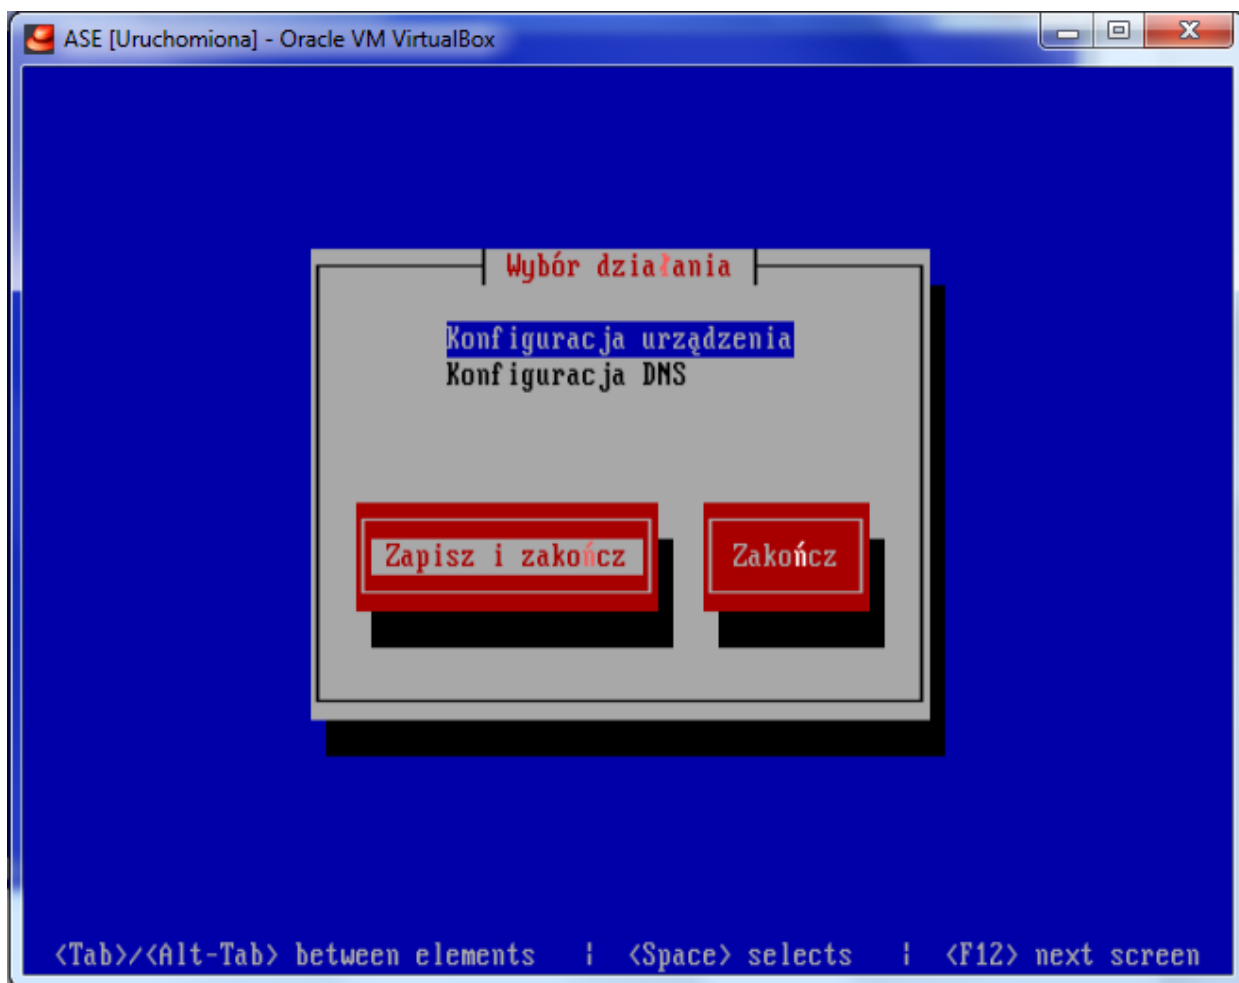 ASE [Uruchomiona] - Oracle VM VirtualBox
Wybór działania
Konfiguracja urządzenia
Konfiguracja DNS
Zapisz i zakończ Zakończ
<Tab>/<Alt-Tab> between elements | <Space> selects | <F12> next screen